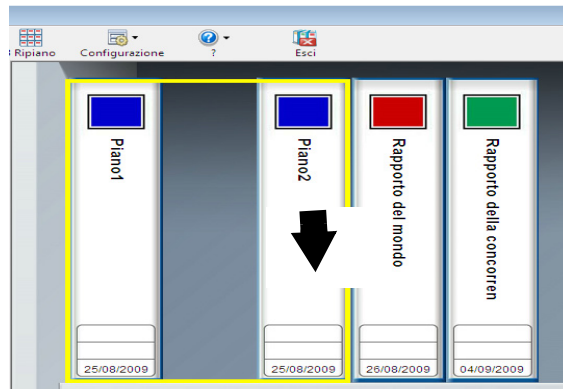 Ripiano
Configurazione
?
Esci
Piano1
Piano2
Rapporto del mondo
Rapporto della concorren
25/08/2009
25/08/2009
26/08/2009
04/09/2009